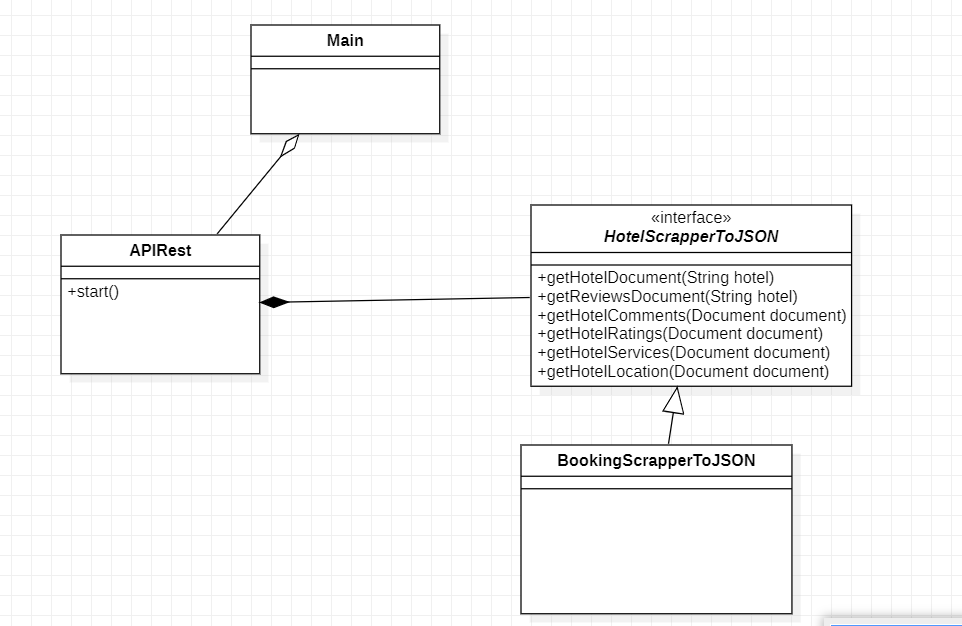 Main
APIRest
+start()
«interface»
HotelScrapperToJSON
+getHotelDocument(String hotel)
+getReviewsDocument(String hotel)
+getHotelComments(Document document)
+getHotelRatings(Document document)
+getHotelServices(Document document)
+getHotelLocation(Document document)
BookingScrapperToJSON